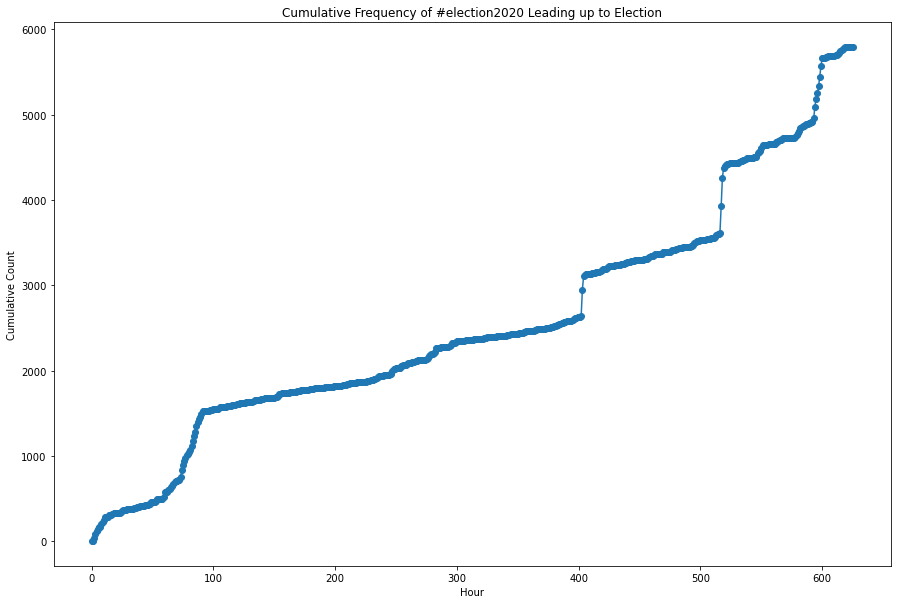 Cumulative Frequency of #election2020 Leading up to Election
6000
5000
4000
3000
2000
1000
0
Cumulative Count
0 100 200 300 400 500 600
Hour